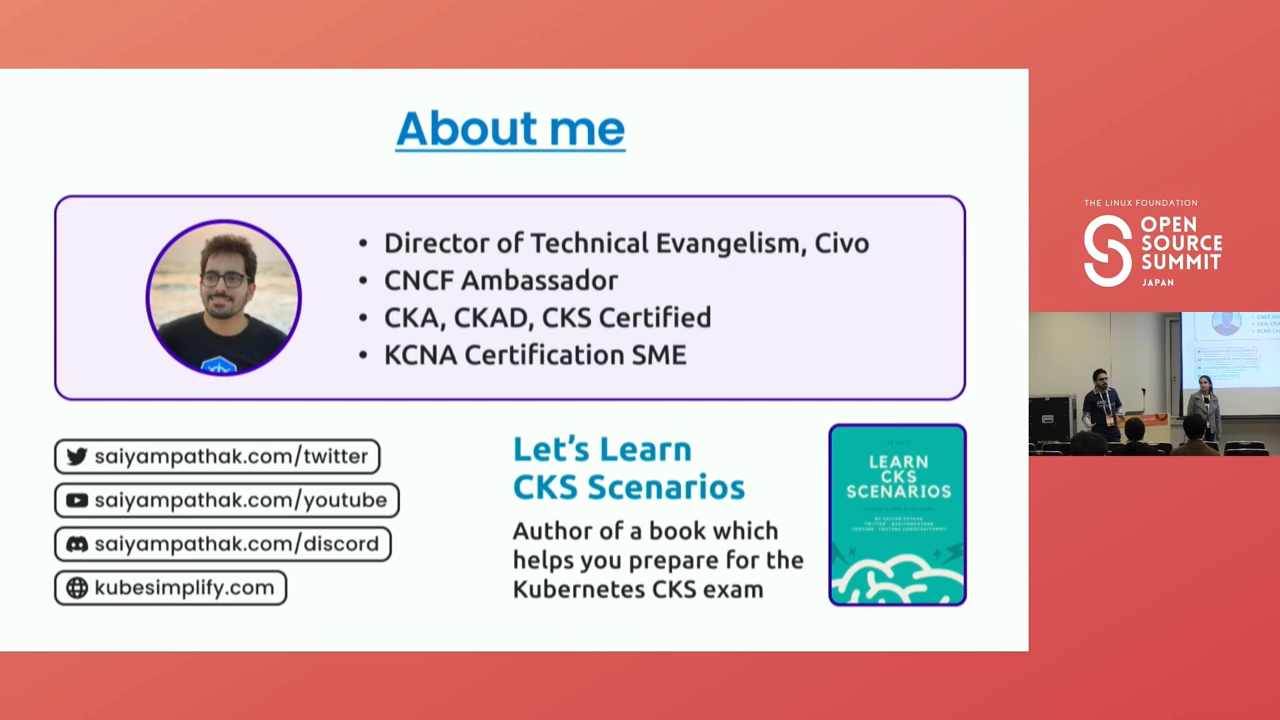 About me
• Director of Technical Evangelism, Civo
• CNCF Ambassador
• CKA, CKAD, CKS Certified
• KCNA Certification SME
saiyampathak.com/twitter
saiyampathak.com/youtube
saiyampathak.com/discord
kubesimplify.com
Let's Learn
CKS Scenarios
Author of a book which
helps you prepare for the
Kubernetes CKS exam
LEARN
CKS
SCENARIOS
THE LINUX FOUNDATION
OPEN
SOURCE
SUMMIT
JAPAN